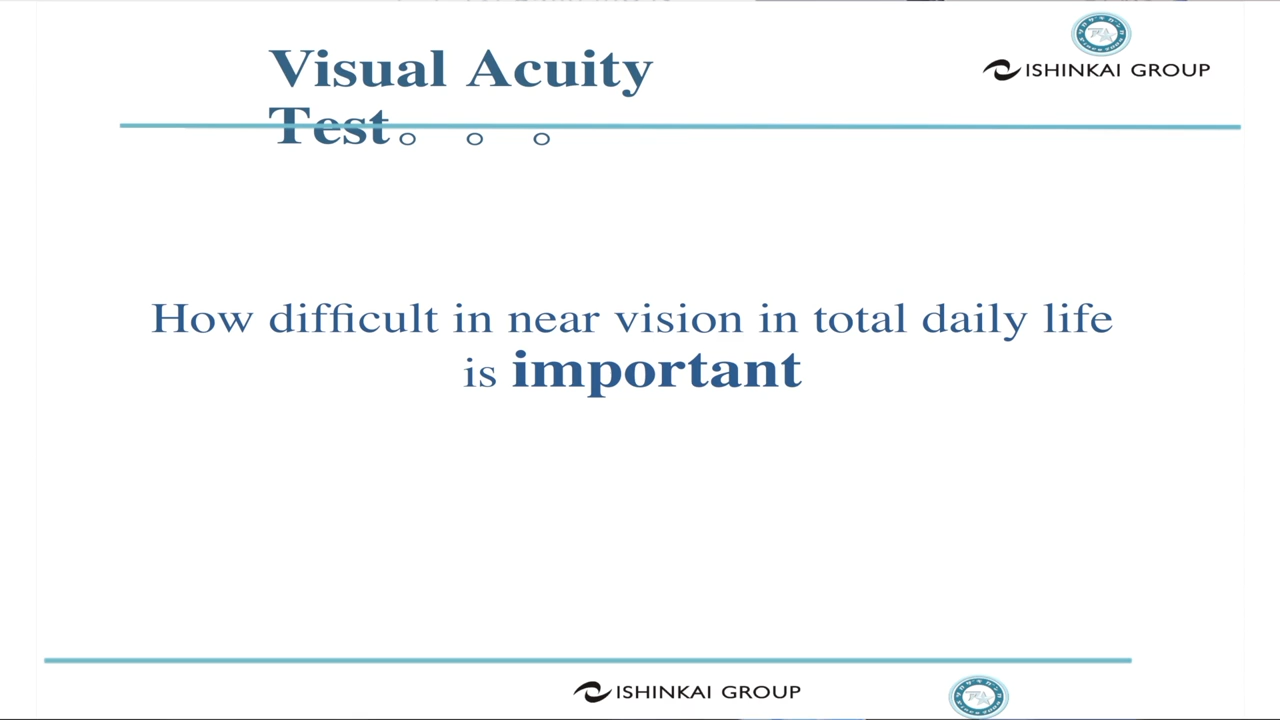 Visual Acuity
ISHINKAI GROUP
Test。 。 。
How difficult in near vision in total daily life
is important
ISHINKAI GROUP